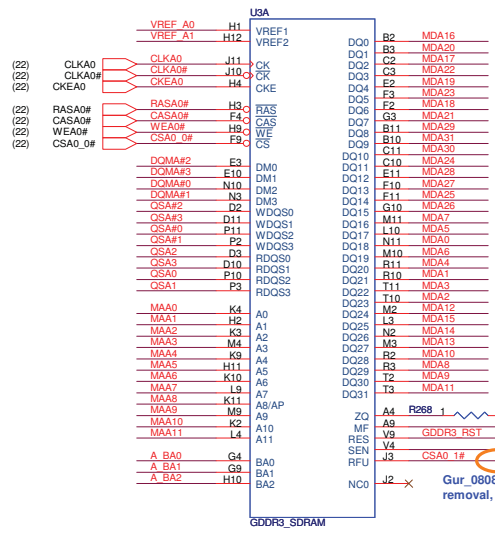 U3A
VREF_A0 H1 VREF1
VREF_A1 H12 VREF2
(22) CLKA0 CLKA0 J11 CK
(22) CLKA0# CLKA0# J10 CK
(22) CKEA0 CKEA0 H4 CKE
(22) RASA0# RASA0# H3 RAS
(22) CASA0# CASA0# F4 CAS
(22) WEA0# WEA0# H9 WE
(22) CSA0_0# CSA0_0# F9 CS
DQMA#2 E3 DM0
DQMA#3 E10 DM1
DQMA#0 N10 DM2
DQMA#1 N3 DM3
QSA#2 D2 WDQS0
QSA#3 D11 WDQS1
QSA#0 P11 WDQS2
QSA#1 P2 WDQS3
QSA2 D3 RDQS0
QSA3 D10 RDQS1
QSA0 P10 RDQS2
QSA1 P3 RDQS3
MAA0 K4 A0
MAA1 H2 A1
MAA2 K3 A2
MAA3 M4 A3
MAA4 K9 A4
MAA5 H11 A5
MAA6 K10 A6
MAA7 L9 A7
MAA8 K11 A8/AP
MAA9 M9 A9
MAA10 K2 A10
MAA11 L4 A11
A_BA0 G4 BA0
A_BA1 G9 BA1
A_BA2 H10 BA2
DQ0 B2 MDA16
DQ1 B3 MDA20
DQ2 C2 MDA17
DQ3 C3 MDA22
DQ4 E2 MDA19
DQ5 F3 MDA23
DQ6 F2 MDA18
DQ7 G3 MDA21
DQ8 B11 MDA29
DQ9 B10 MDA31
DQ10 C11 MDA30
DQ11 C10 MDA24
DQ12 E11 MDA28
DQ13 F10 MDA27
DQ14 F11 MDA25
DQ15 G10 MDA26
DQ16 M11 MDA7
DQ17 L10 MDA5
DQ18 N11 MDA0
DQ19 M10 MDA6
DQ20 R11 MDA4
DQ21 R10 MDA1
DQ22 T11 MDA3
DQ23 T10 MDA2
DQ24 M2 MDA12
DQ25 L3 MDA15
DQ26 N2 MDA14
DQ27 M3 MDA13
DQ28 R2 MDA10
DQ29 R3 MDA8
DQ30 T2 MDA9
DQ31 T3 MDA11
ZQ A4 R268 1
MF A9
RES V9 GDDR3_RST
SEN V4
RFU J3 CSA0_1#
NC0 J2
Gur_0808
removal,
GDDR3_SDRAM